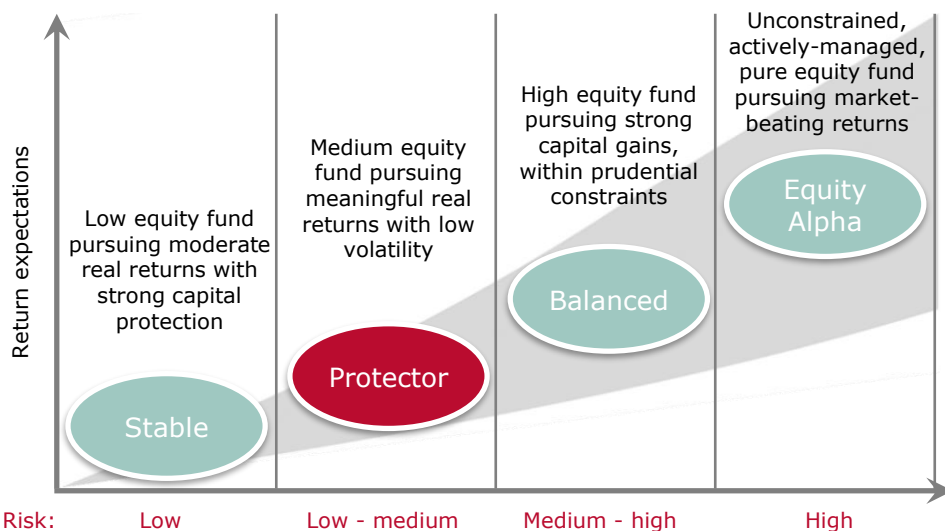 Return expectations
Low equity fund
pursuing moderate
real returns with
strong capital
protection
Stable
Medium equity
fund pursuing
meaningful real
returns with low
volatility
Protector
High equity fund
pursuing strong
capital gains,
within prudential
constraints
Balanced
Unconstrained,
actively-managed,
pure equity fund
pursuing market-
beating returns
Equity
Alpha
Risk: Low Low - medium Medium - high High